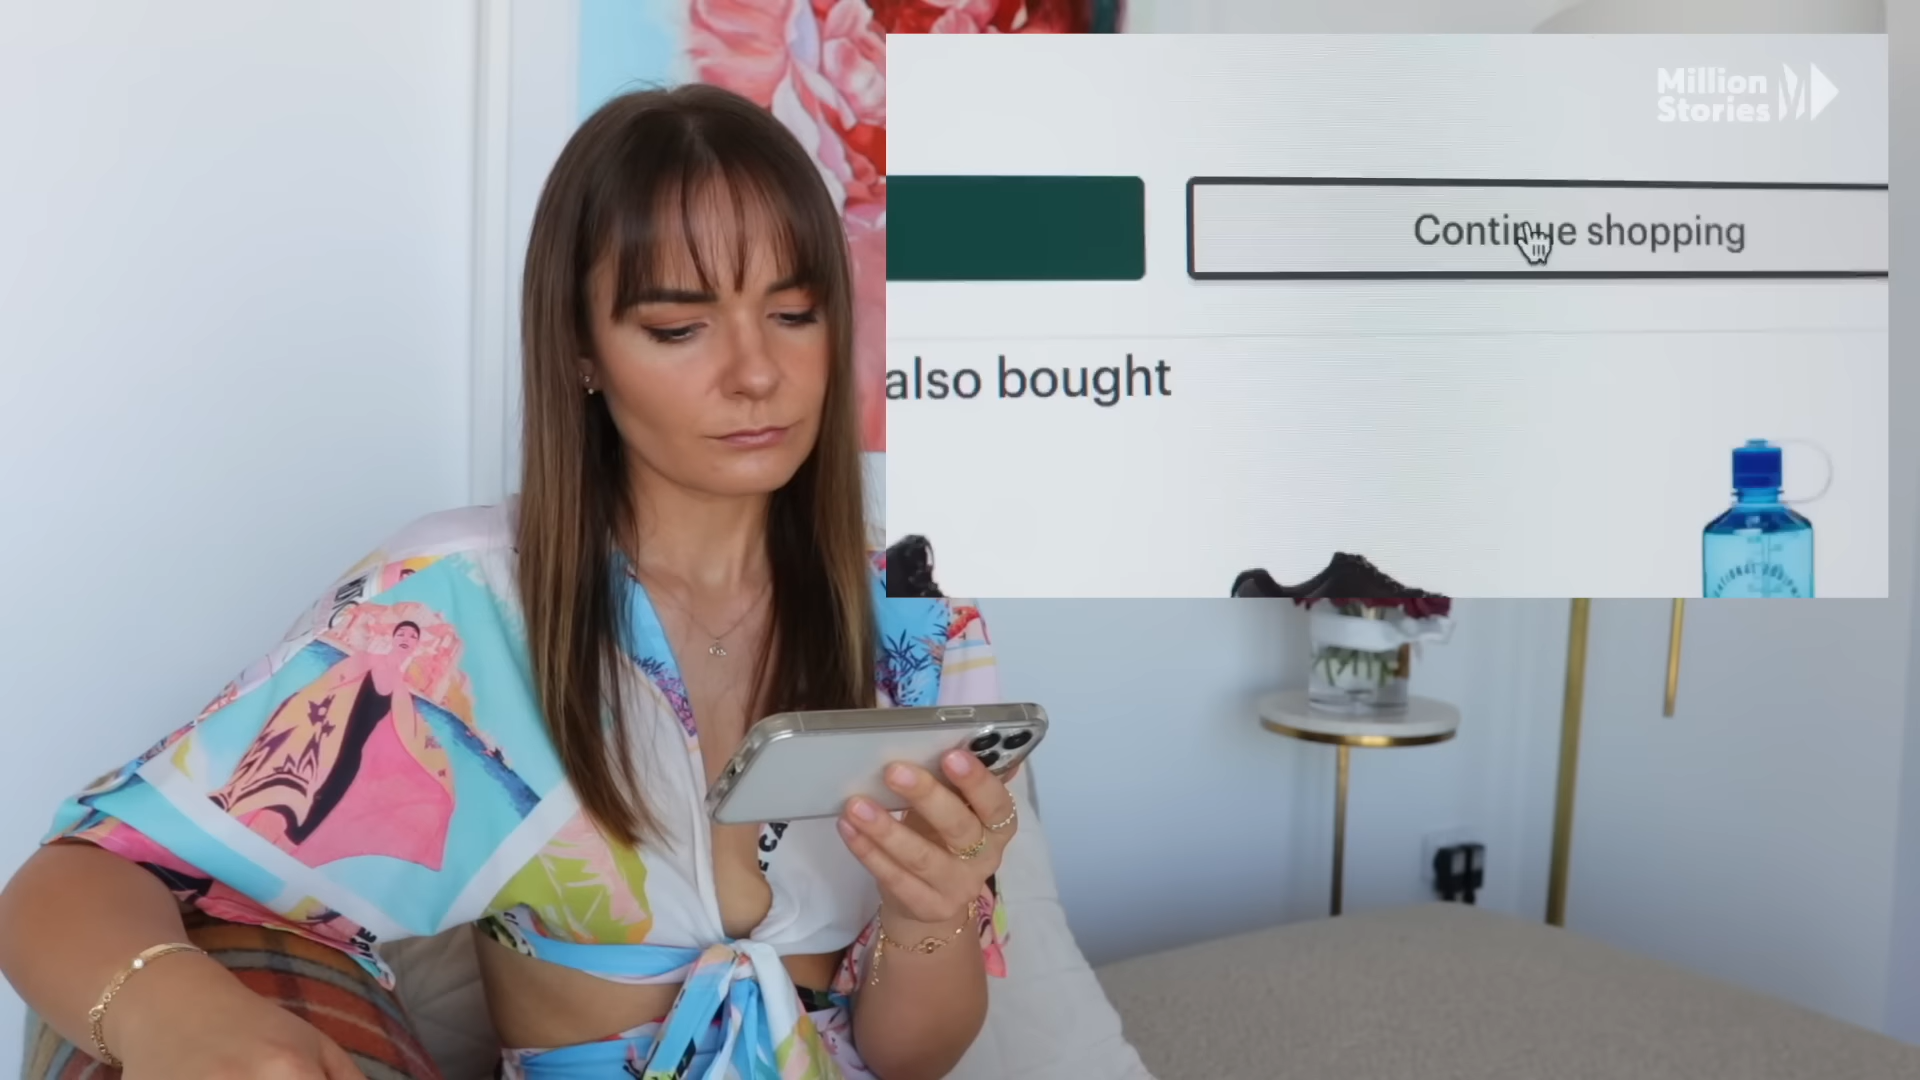 Million
Stories
Continue shopping
also bought